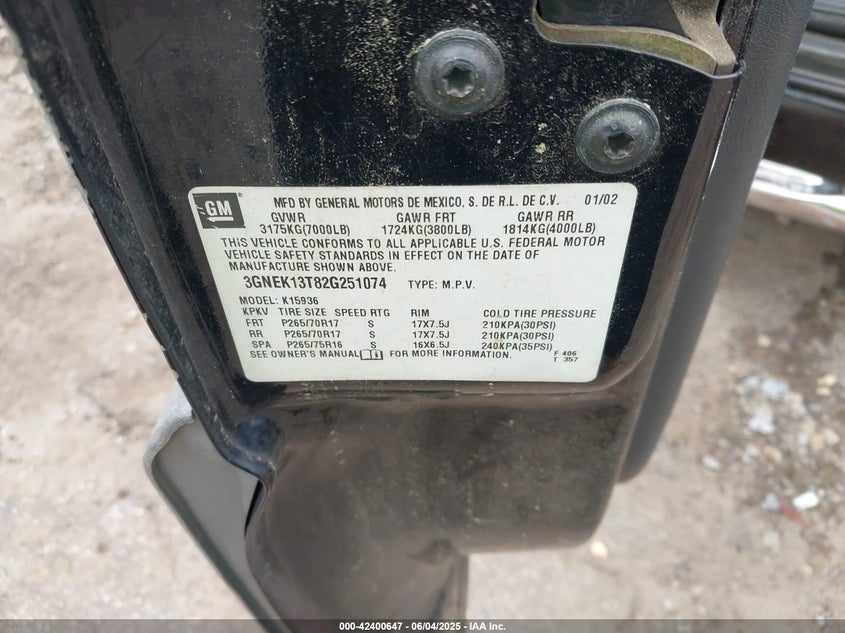 GM
MFD BY GENERAL MOTORS DE MEXICO, S. DE R.L. DE C.V. 01/02
GVWR GAWR FRT GAWR RR
3175KG(7000LB) 1724KG(3800LB) 1814KG(4000LB)
THIS VEHICLE CONFORMS TO ALL APPLICABLE U.S. FEDERAL MOTOR
VEHICLE SAFETY STANDARDS IN EFFECT ON THE DATE OF
MANUFACTURE SHOWN ABOVE.
3GNEK13T82G251074 TYPE: M.P.V.
MODEL: K15936
KPKV TIRE SIZE SPEED RTG RIM COLD TIRE PRESSURE
FRT P265/70R17 S 17X7.5J 210KPA(30PSI)
RR P265/70R17 S 17X7.5J 210KPA(30PSI)
SPA P265/75R16 S 16X6.5J 240KPA(35PSI)
SEE OWNER'S MANUAL FOR MORE INFORMATION.
F 406
T 357
000-42400647 - 06/04/2025 - IAA Inc.